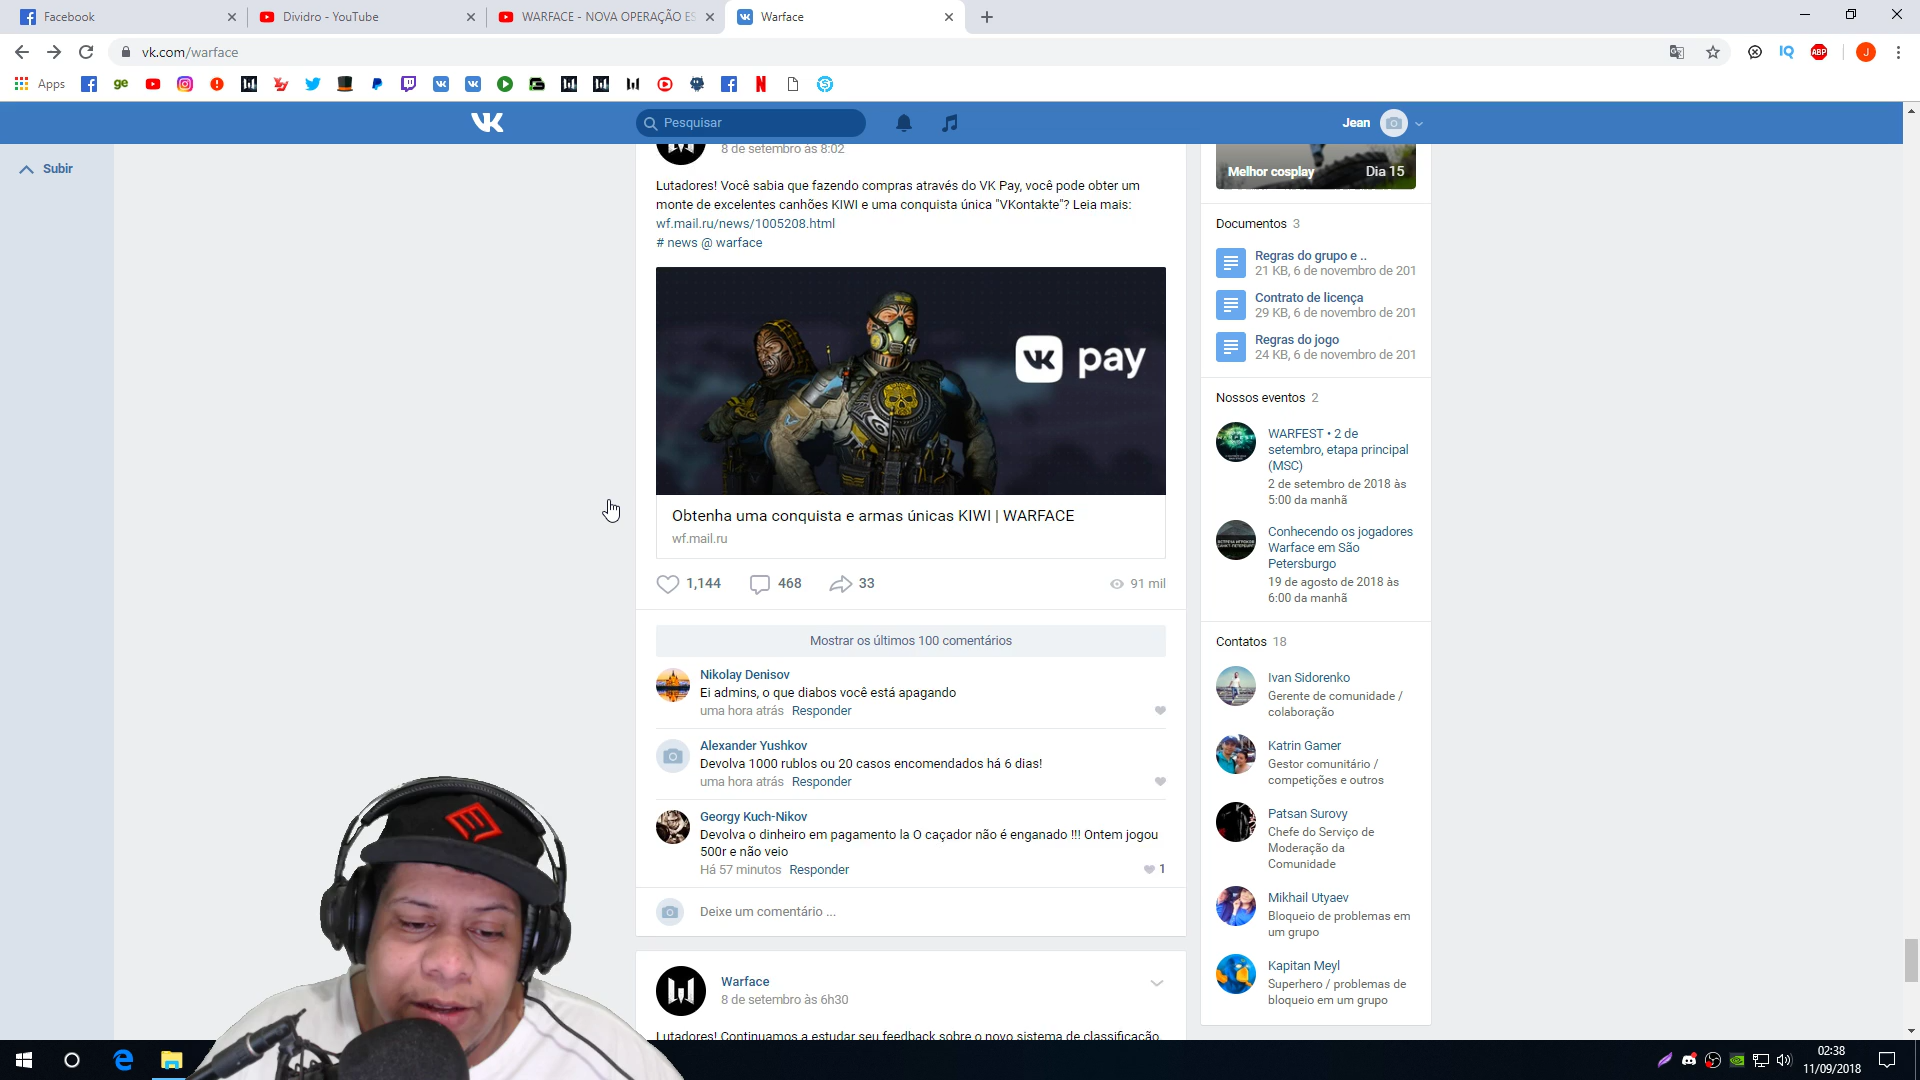 Facebook
Dividro - YouTube
WARFACE - NOVA OPERAÇÃO ES
Warface
vk.com/warface
ABP
J
Apps
Pesquisar
Jean
Subir
8 de setembro às 8:02
Lutadores! Você sabia que fazendo compras através do VK Pay, você pode obter um
monte de excelentes canhões KIWI e uma conquista única "VKontakte"? Leia mais:
wf.mail.ru/news/1005208.html
# news @ warface
pay
Obtenha uma conquista e armas únicas KIWI | WARFACE
wf.mail.ru
1,144
468
33
91 mil
Mostrar os últimos 100 comentários
Nikolay Denisov
Ei admins, o que diabos você está apagando
uma hora atrás Responder
Alexander Yushkov
Devolva 1000 rublos ou 20 casos encomendados há 6 dias!
uma hora atrás Responder
Georgy Kuch-Nikov
Devolva o dinheiro em pagamento la O caçador não é enganado !!! Ontem jogou
500r e não veio
Há 57 minutos Responder
1
Deixe um comentário ...
Warface
8 de setembro às 6h30
Lutadores! Continuamos a estudar seu feedback sobre o novo sistema de classificação
Melhor cosplay
Dia 15
Documentos 3
Regras do grupo e ..
21 KB, 6 de novembro de 201
Contrato de licença
29 KB, 6 de novembro de 201
Regras do jogo
24 KB, 6 de novembro de 201
Nossos eventos 2
WARFEST • 2 de
setembro, etapa principal
(MSC)
2 de setembro de 2018 às
5:00 da manhã
Conhecendo os jogadores
Warface em São
Petersburgo
19 de agosto de 2018 às
6:00 da manhã
Contatos 18
Ivan Sidorenko
Gerente de comunidade /
colaboração
Katrin Gamer
Gestor comunitário /
competições e outros
Patsan Surovy
Chefe do Serviço de
Moderação da
Comunidade
Mikhail Utyaev
Bloqueio de problemas em
um grupo
Kapitan Meyl
Superhero / problemas de
bloqueio em um grupo
02:38
11/09/2018